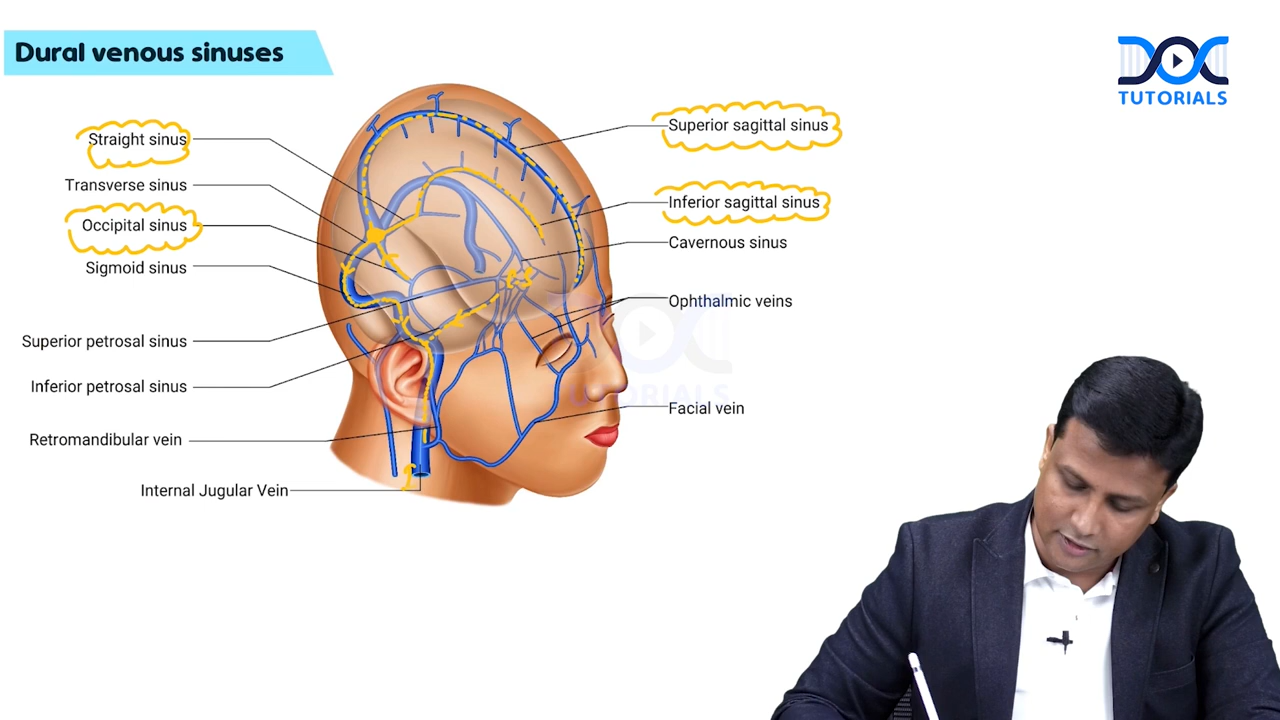 Dural venous sinuses
TUTORIALS
Straight sinus
Transverse sinus
Occipital sinus
Sigmoid sinus
Superior petrosal sinus
Inferior petrosal sinus
Retromandibular vein
Internal Jugular Vein
Superior sagittal sinus
Inferior sagittal sinus
Cavernous sinus
Ophthalmic veins
TUTORIALS
Facial vein